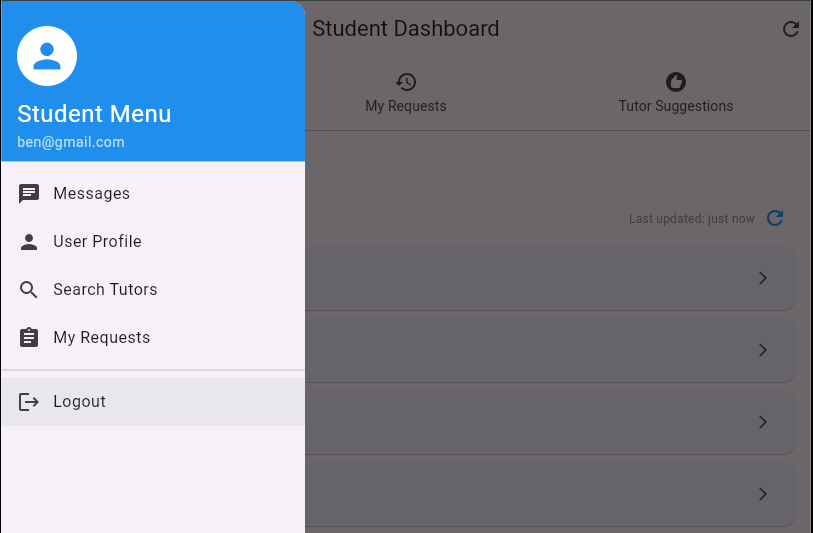 Student Menu
ben@gmail.com
Messages
User Profile
Search Tutors
My Requests
Logout
Student Dashboard
My Requests
Tutor Suggestions
Last updated: just now